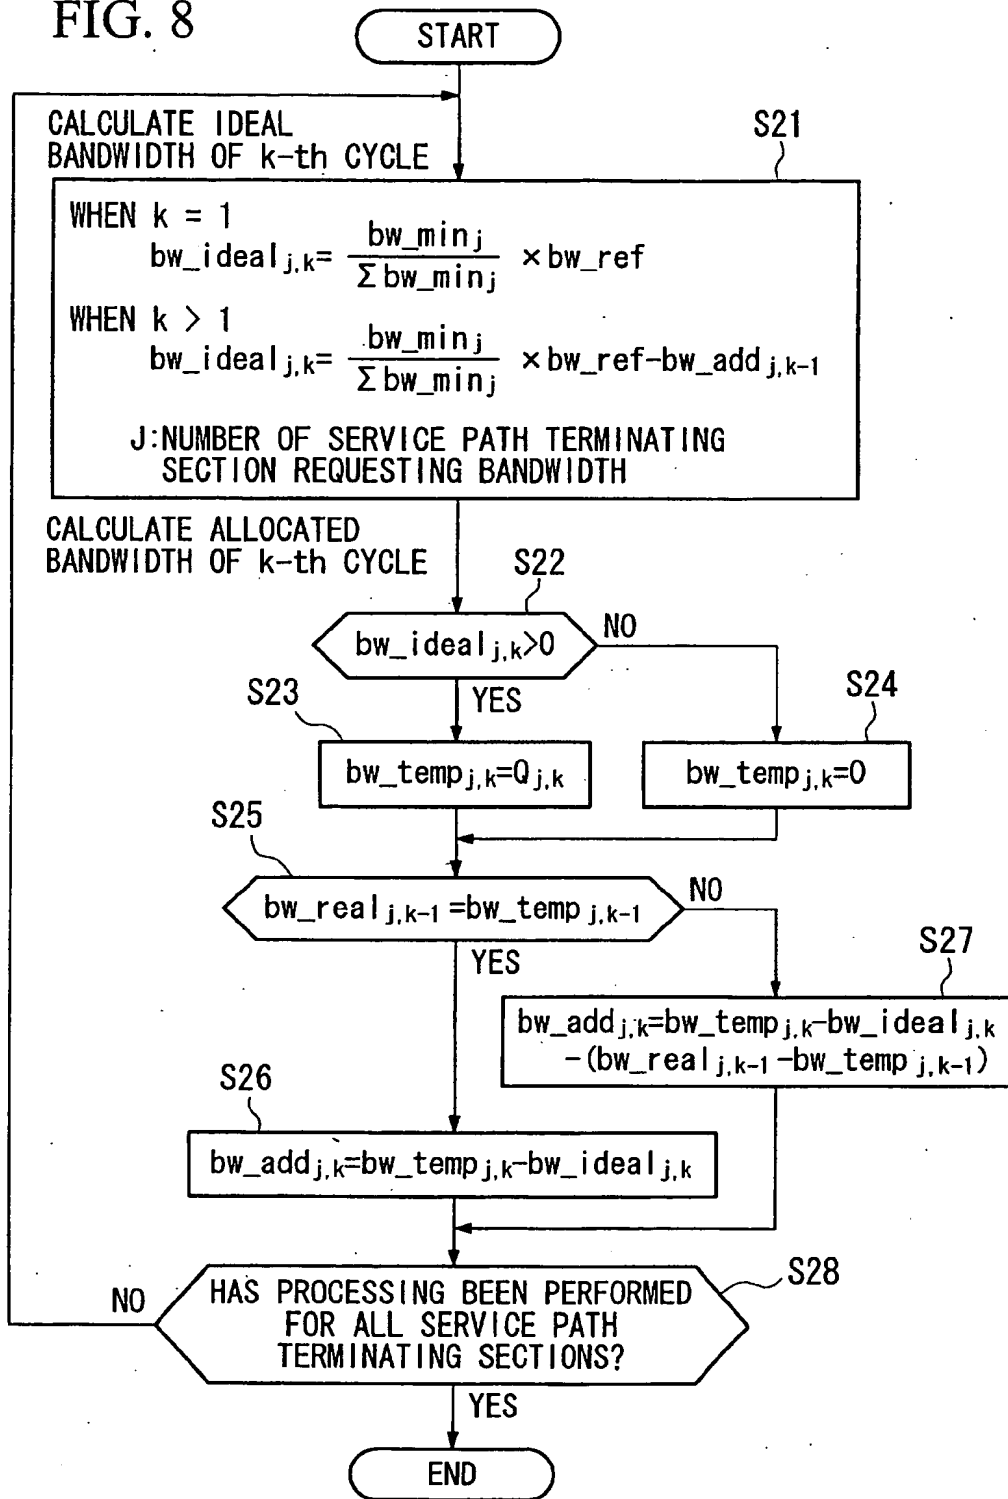 FIG. 8
START
CALCULATE IDEAL
BANDWIDTH OF k-th CYCLE
S21
WHEN k = 1
bw_ideal j,k= bw_min j / Σ bw_min j × bw_ref
WHEN k > 1
bw_ideal j,k= bw_min j / Σ bw_min j × bw_ref-bw_add j,k-1
J:NUMBER OF SERVICE PATH TERMINATING
SECTION REQUESTING BANDWIDTH
CALCULATE ALLOCATED
BANDWIDTH OF k-th CYCLE
S22
bw_ideal j,k>0
NO
YES
S23
S24
bw_temp j,k=Q j,k
bw_temp j,k=0
S25
bw_real j,k-1=bw_temp j,k-1
NO
YES
S27
bw_add j,k=bw_temp j,k-bw_ideal j,k
-(bw_real j,k-1-bw_temp j,k-1)
S26
bw_add j,k=bw_temp j,k-bw_ideal j,k
S28
NO
HAS PROCESSING BEEN PERFORMED
FOR ALL SERVICE PATH
TERMINATING SECTIONS?
YES
END